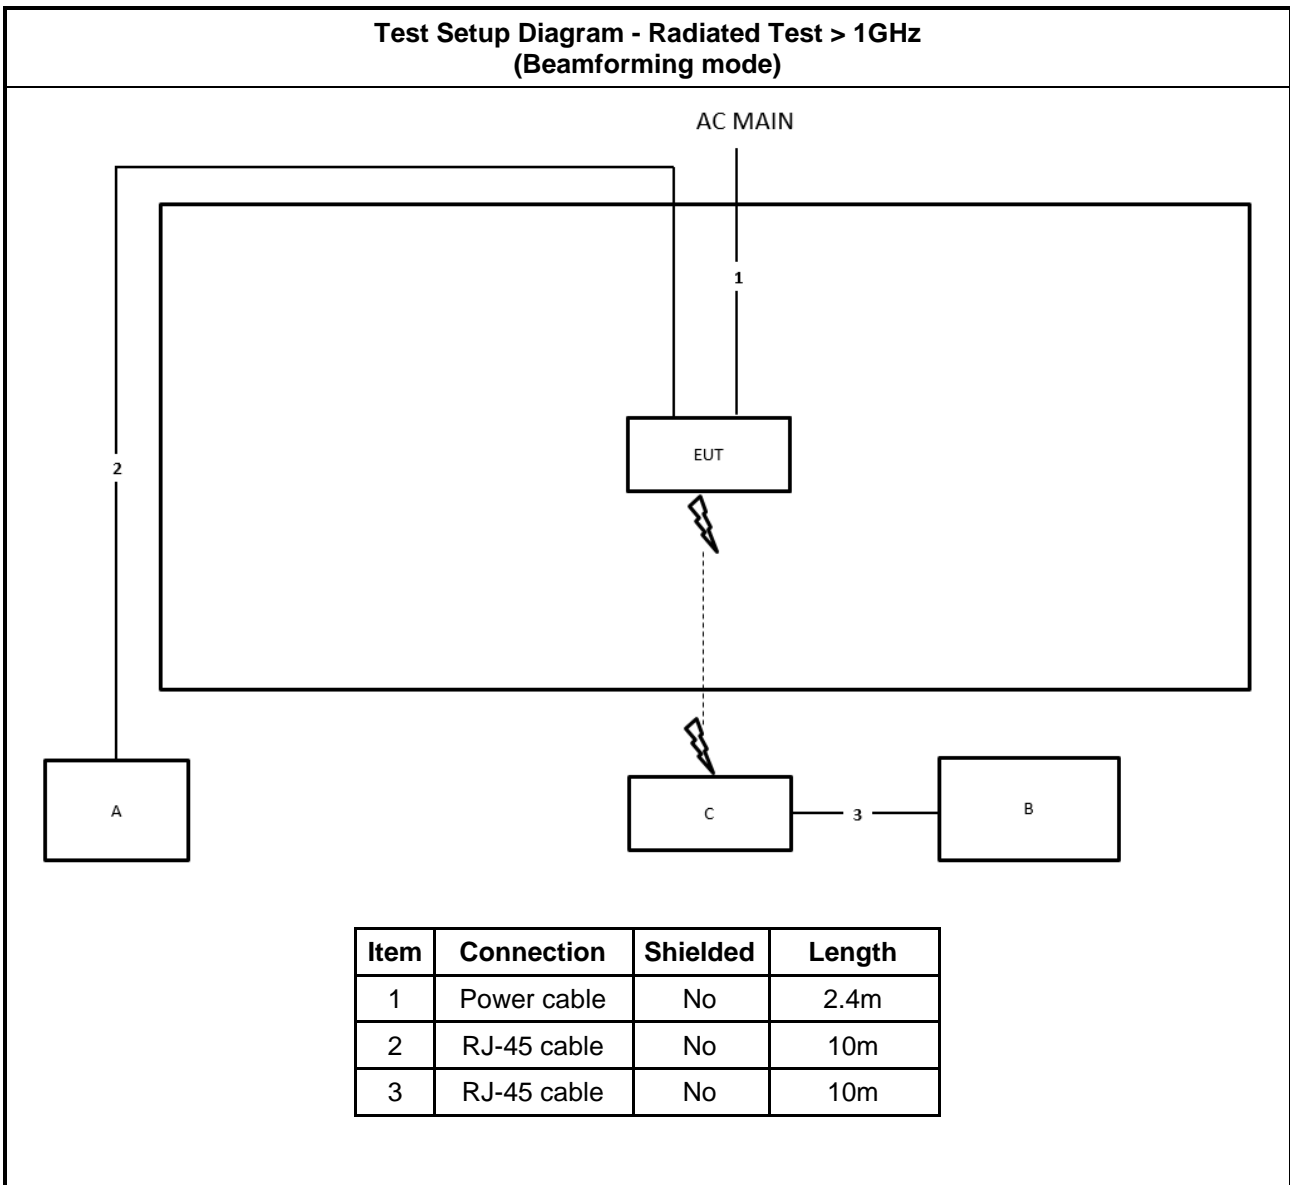 Test Setup Diagram - Radiated Test > 1GHz
(Beamforming mode)
AC MAIN
1
EUT
2
A
C
3
B
Item Connection Shielded Length
1 Power cable No 2.4m
2 RJ-45 cable No 10m
3 RJ-45 cable No 10m